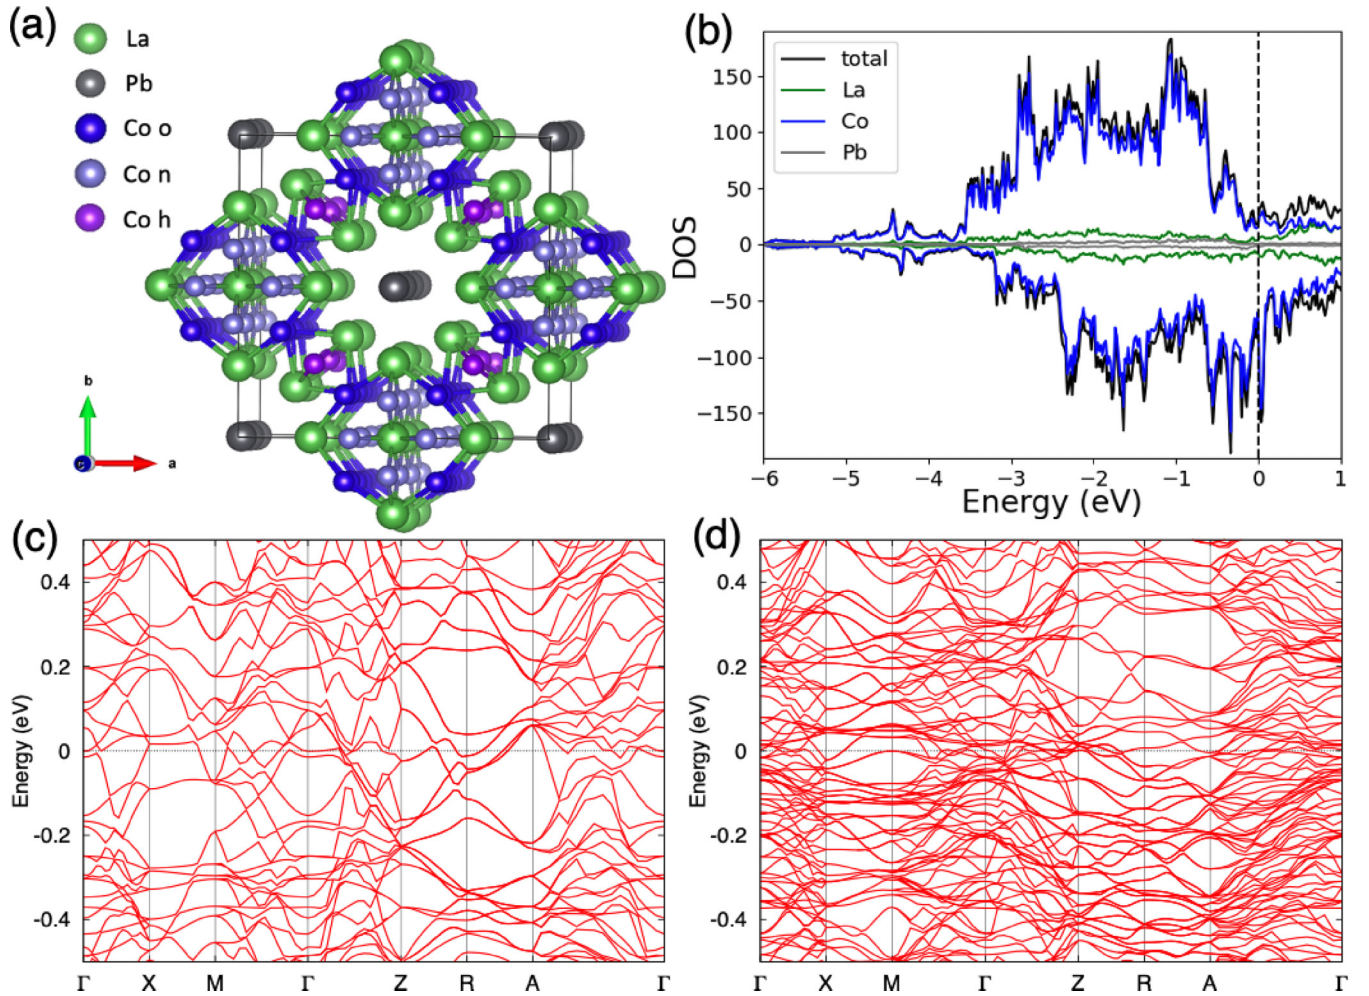 (a)
La
Pb
Co o
Co n
Co h
b
a
c
(b)
total
La
Co
Pb
DOS
150
100
50
0
−50
−100
−150
−6 −5 −4 −3 −2 −1 0 1
Energy (eV)
(c)
Energy (eV)
0.4
0.2
0
-0.2
-0.4
Γ X M Γ Z R A Γ
(d)
Energy (eV)
0.4
0.2
0
-0.2
-0.4
Γ X M Γ Z R A Γ